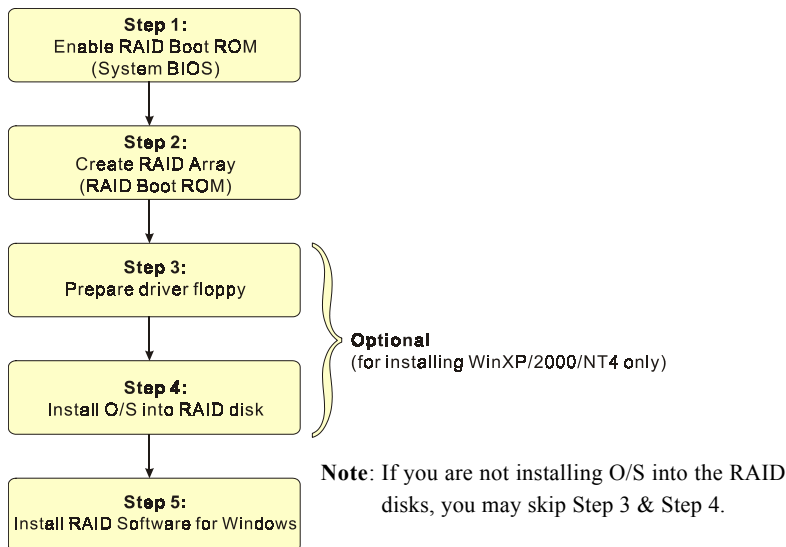 Step 1:
Enable RAID Boot ROM
(System BIOS)
Step 2:
Create RAID Array
(RAID Boot ROM)
Step 3:
Prepare driver floppy
Step 4:
Install O/S into RAID disk
Optional
(for installing WinXP/2000/NT4 only)
Step 5:
Install RAID Software for Windows
Note: If you are not installing O/S into the RAID
disks, you may skip Step 3 & Step 4.